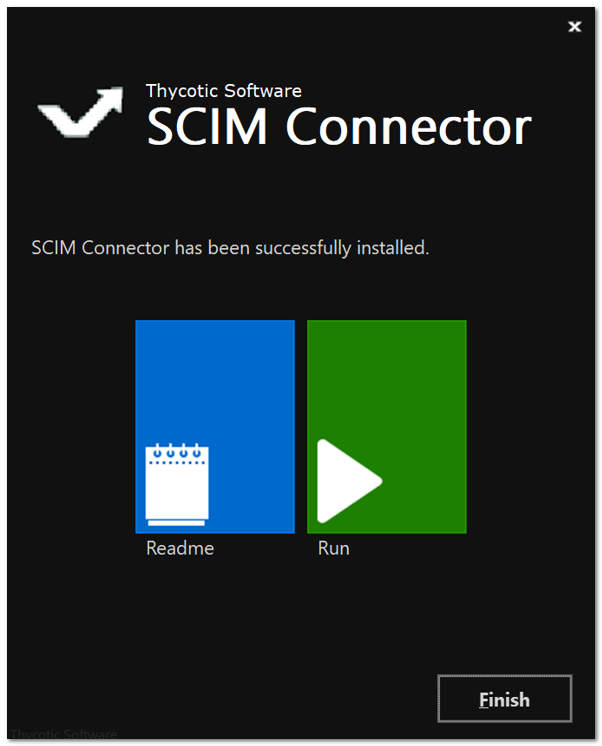 Thycotic Software
SCIM Connector
SCIM Connector has been successfully installed.
Readme
Run
Finish
Thycotic Software